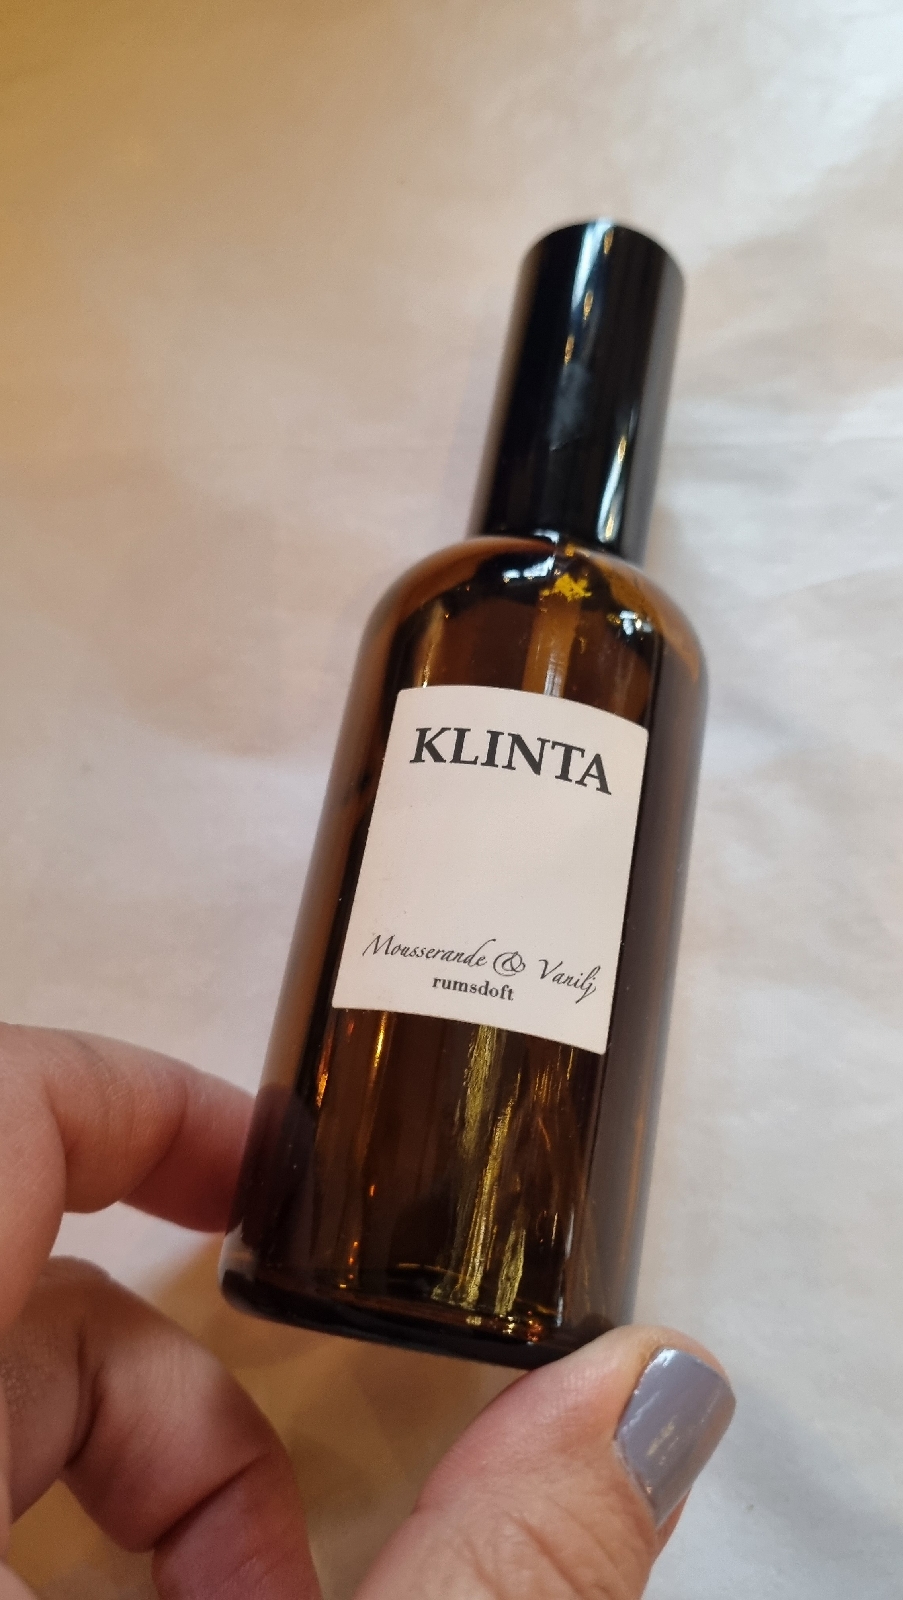 KLINTA
Mousserande & Vanilj
rumsdoft